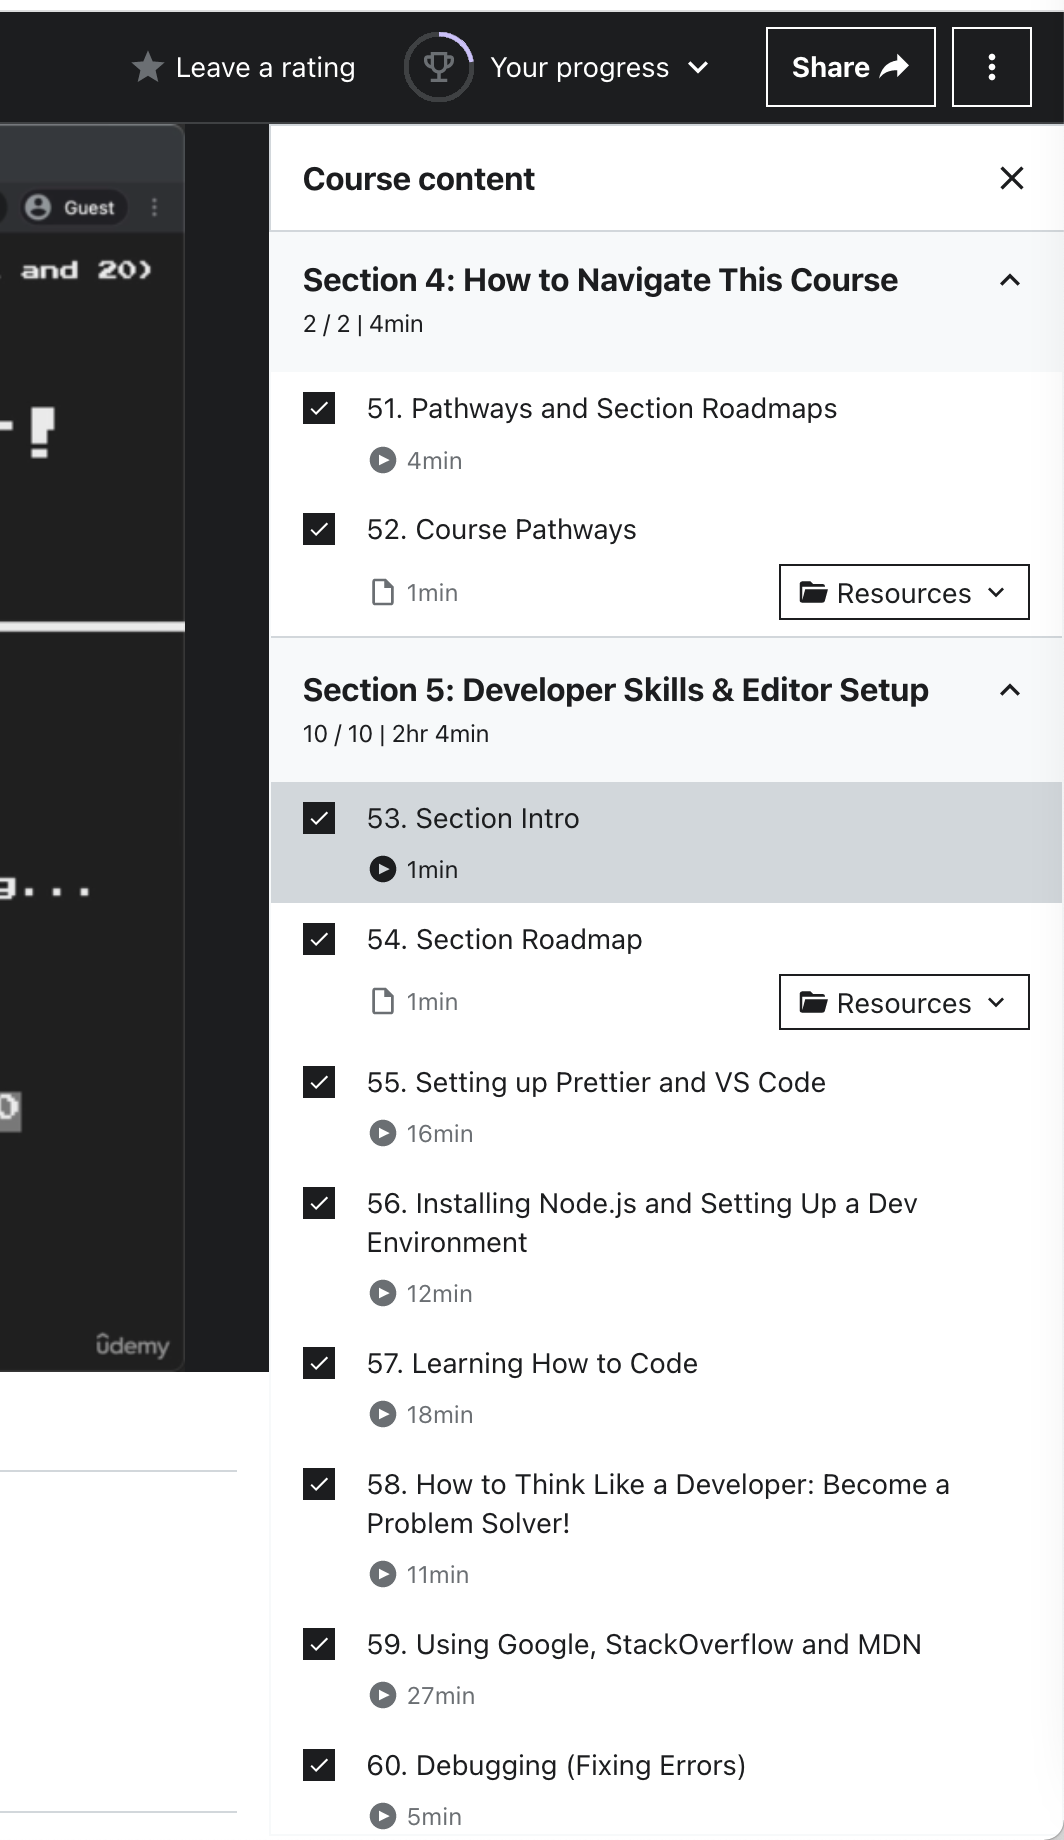 Leave a rating
Your progress
Share
Guest
and 20)
!
g...
0
ûdemy
Course content
Section 4: How to Navigate This Course
2 / 2 | 4min
51. Pathways and Section Roadmaps
4min
52. Course Pathways
1min
Resources
Section 5: Developer Skills & Editor Setup
10 / 10 | 2hr 4min
53. Section Intro
1min
54. Section Roadmap
1min
Resources
55. Setting up Prettier and VS Code
16min
56. Installing Node.js and Setting Up a Dev
Environment
12min
57. Learning How to Code
18min
58. How to Think Like a Developer: Become a
Problem Solver!
11min
59. Using Google, StackOverflow and MDN
27min
60. Debugging (Fixing Errors)
5min